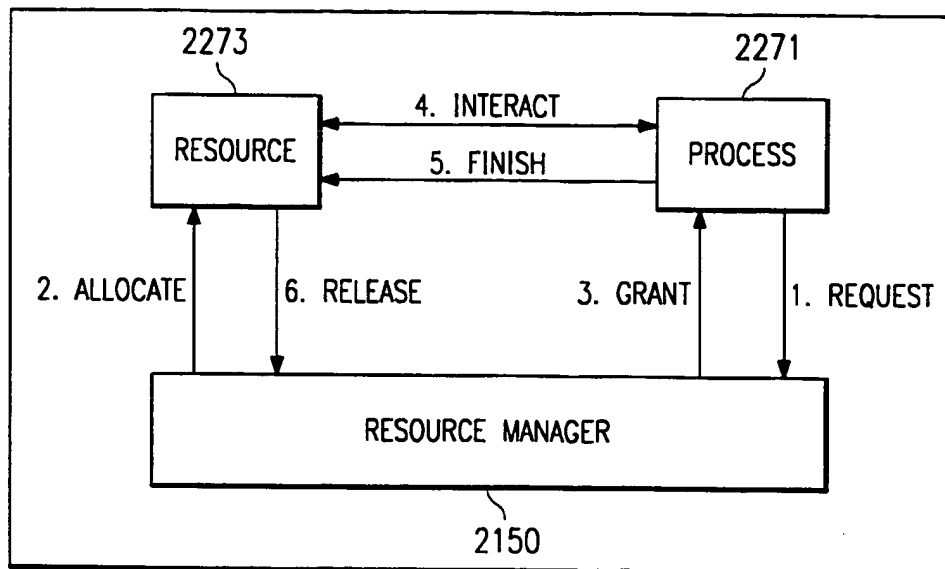 2273
2271
4. INTERACT
RESOURCE
PROCESS
5. FINISH
2. ALLOCATE
6. RELEASE
3. GRANT
1. REQUEST
RESOURCE MANAGER
2150